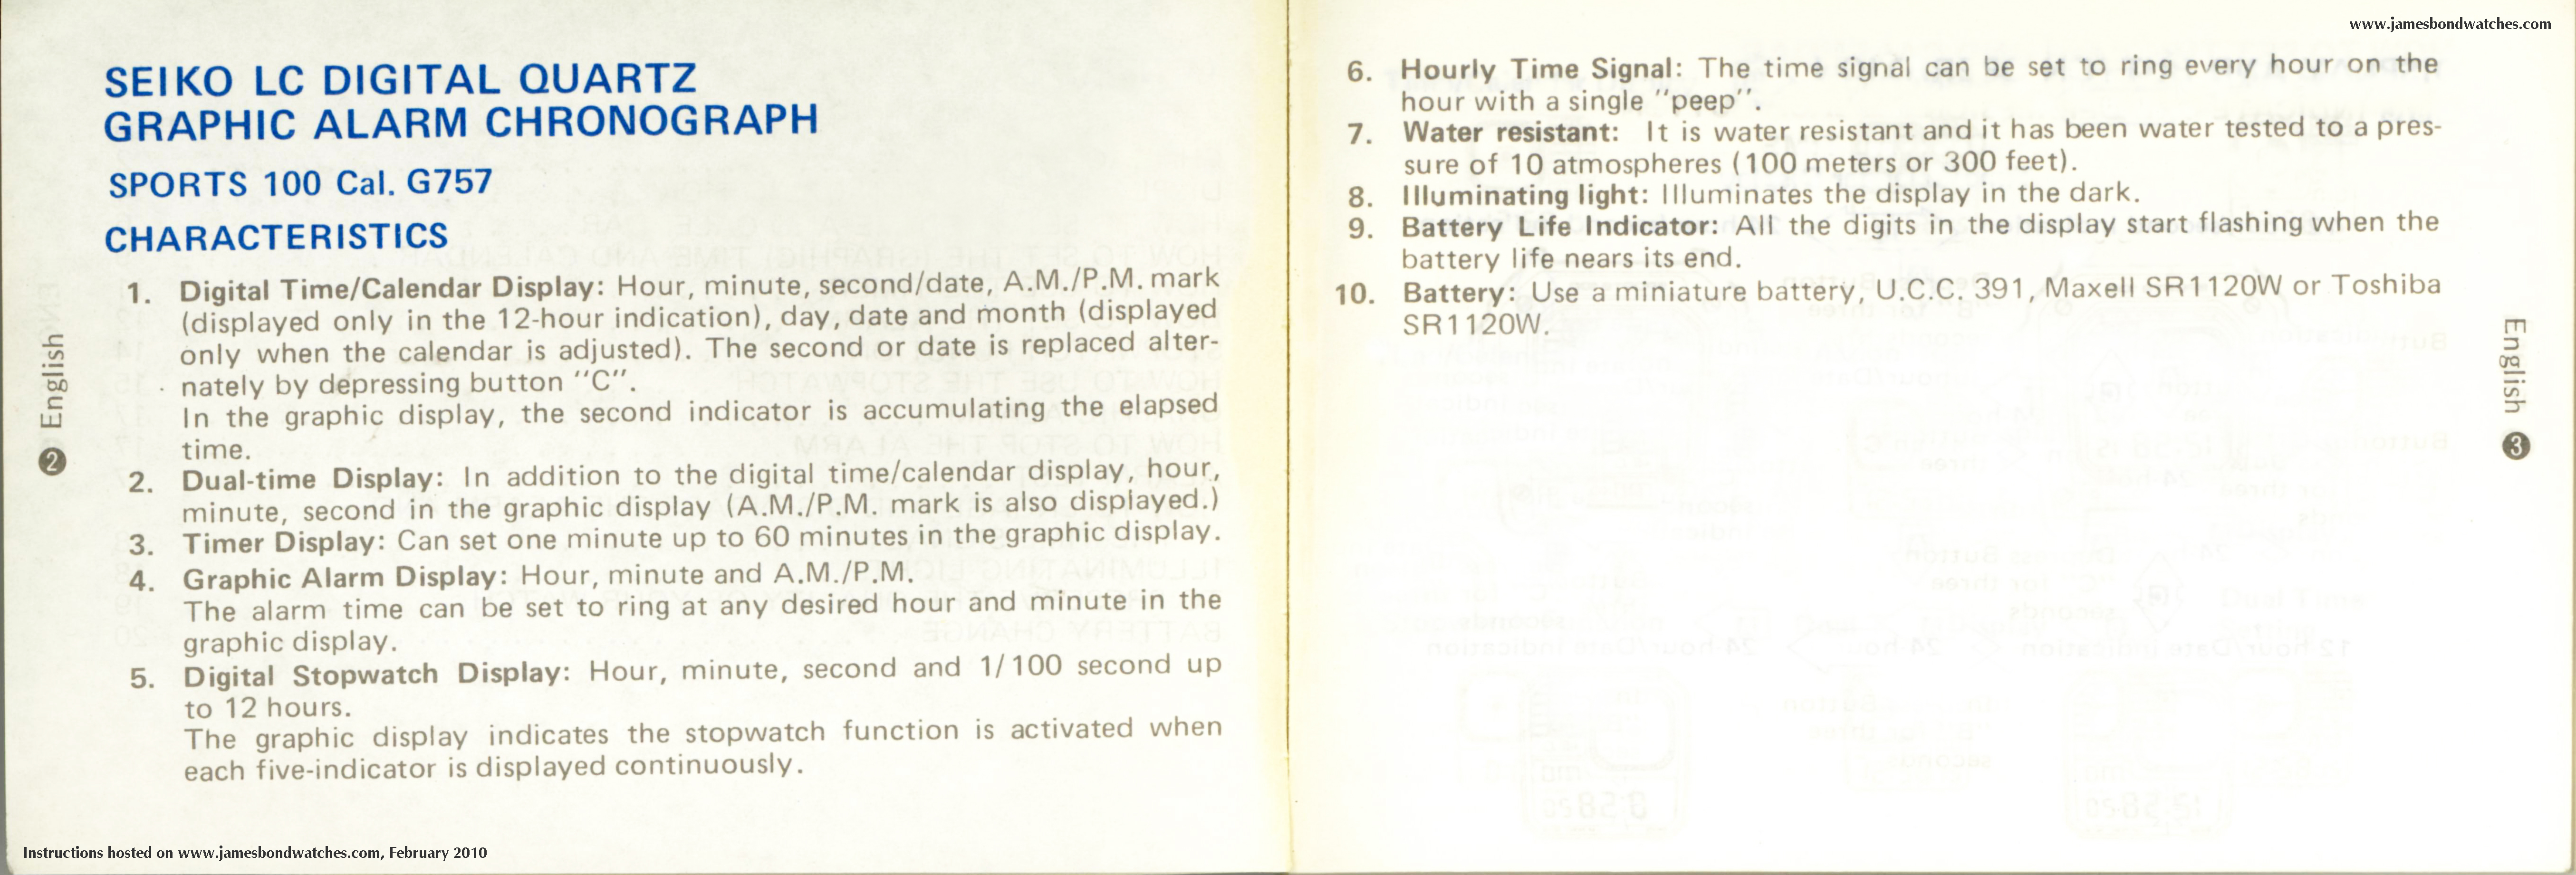 www.jamesbondwatches.com
SEIKO LC DIGITAL QUARTZ
GRAPHIC ALARM CHRONOGRAPH
SPORTS 100 Cal. G757
CHARACTERISTICS
1. Digital Time/Calendar Display: Hour, minute, second/date, A.M./P.M. mark
(displayed only in the 12-hour indication), day, date and month (displayed
only when the calendar is adjusted). The second or date is replaced alter-
nately by depressing button "C".
In the graphic display, the second indicator is accumulating the elapsed
time.
2. Dual-time Display: In addition to the digital time/calendar display, hour,
minute, second in the graphic display (A.M./P.M. mark is also displayed.)
3. Timer Display: Can set one minute up to 60 minutes in the graphic display.
4. Graphic Alarm Display: Hour, minute and A.M./P.M.
The alarm time can be set to ring at any desired hour and minute in the
graphic display.
5. Digital Stopwatch Display: Hour, minute, second and 1/100 second up
to 12 hours.
The graphic display indicates the stopwatch function is activated when
each five-indicator is displayed continuously.
2 English
6. Hourly Time Signal: The time signal can be set to ring every hour on the
hour with a single "peep".
7. Water resistant: It is water resistant and it has been water tested to a pres-
sure of 10 atmospheres (100 meters or 300 feet).
8. Illuminating light: Illuminates the display in the dark.
9. Battery Life Indicator: All the digits in the display start flashing when the
battery life nears its end.
10. Battery: Use a miniature battery, U.C.C. 391, Maxell SR1120W or Toshiba
SR1120W.
English 3
Instructions hosted on www.jamesbondwatches.com, February 2010